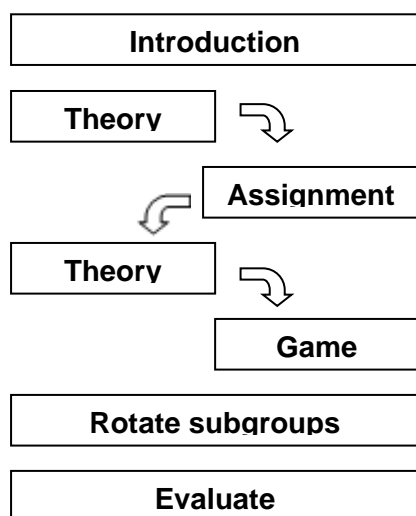 Introduction
Theory
Assignment
Theory
Game
Rotate subgroups
Evaluate